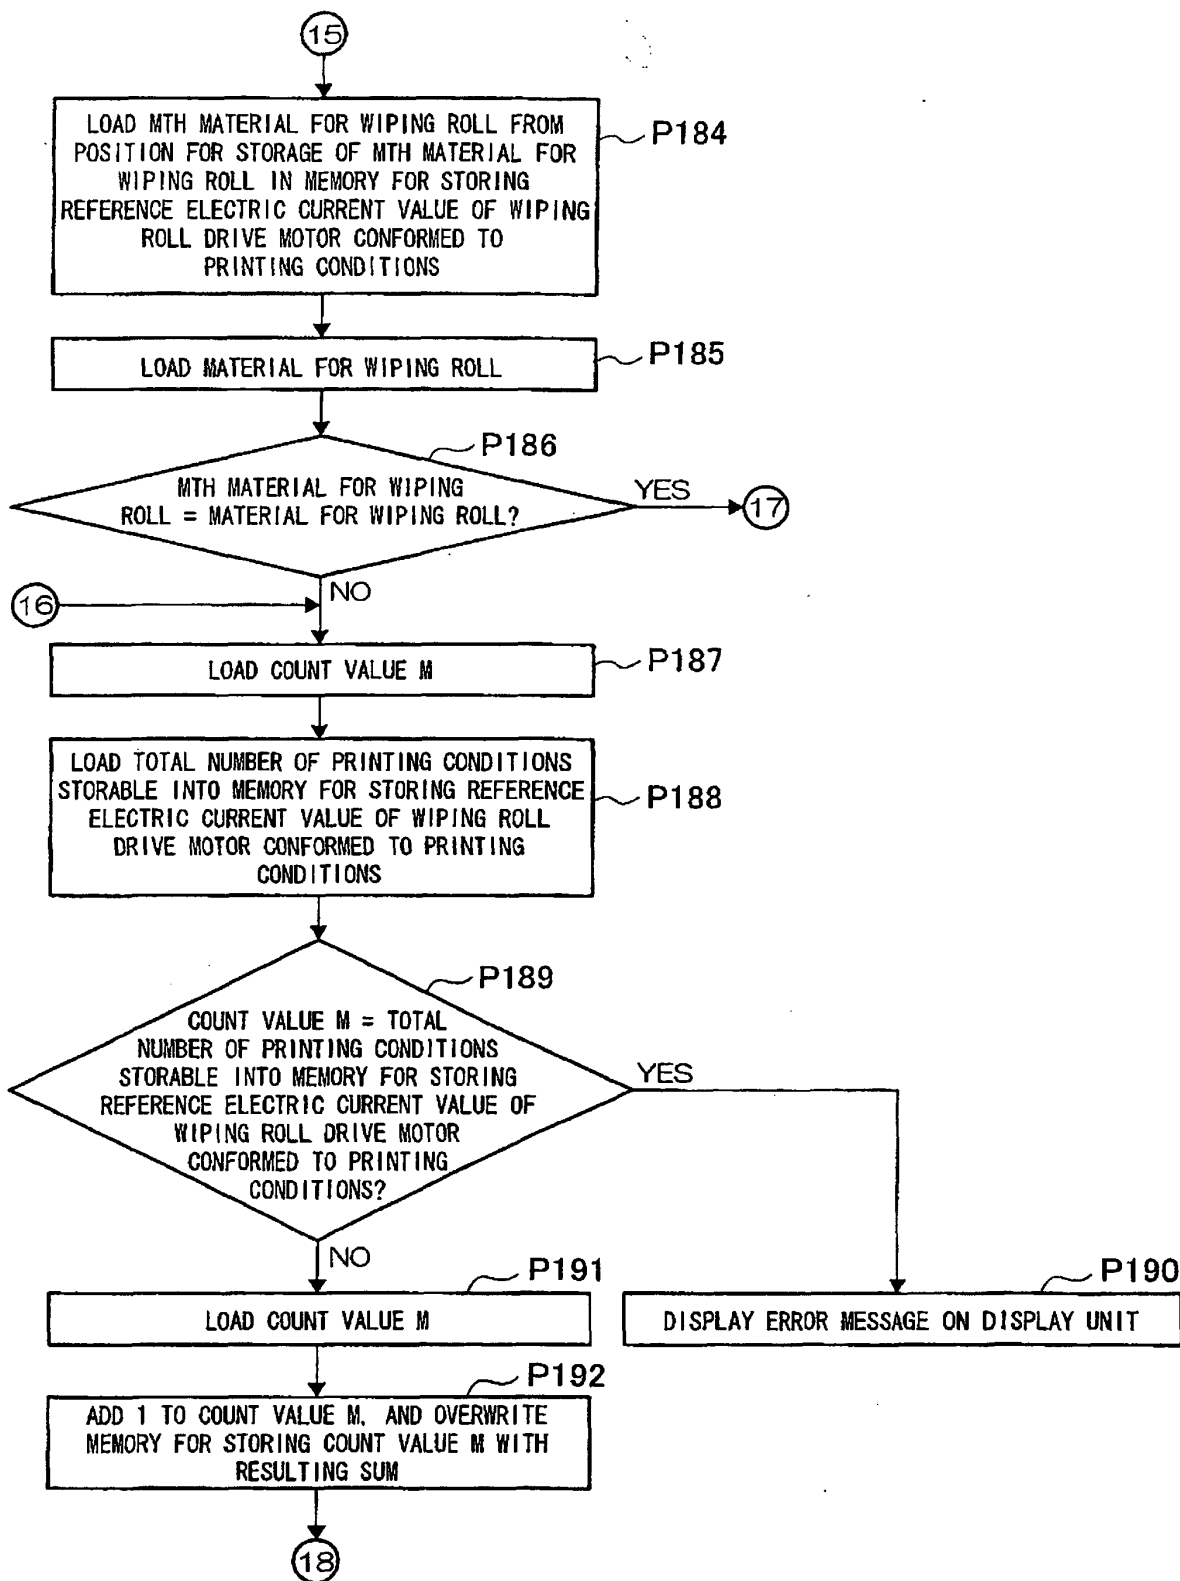 15
LOAD MTH MATERIAL FOR WIPING ROLL FROM
POSITION FOR STORAGE OF MTH MATERIAL FOR
WIPING ROLL IN MEMORY FOR STORING
REFERENCE ELECTRIC CURRENT VALUE OF WIPING
ROLL DRIVE MOTOR CONFORMED TO
PRINTING CONDITIONS
P184
LOAD MATERIAL FOR WIPING ROLL
P185
P186
MTH MATERIAL FOR WIPING
ROLL = MATERIAL FOR WIPING ROLL?
YES
17
NO
16
LOAD COUNT VALUE M
P187
LOAD TOTAL NUMBER OF PRINTING CONDITIONS
STORABLE INTO MEMORY FOR STORING REFERENCE
ELECTRIC CURRENT VALUE OF WIPING ROLL
DRIVE MOTOR CONFORMED TO PRINTING
CONDITIONS
P188
P189
COUNT VALUE M = TOTAL
NUMBER OF PRINTING CONDITIONS
STORABLE INTO MEMORY FOR STORING
REFERENCE ELECTRIC CURRENT VALUE OF
WIPING ROLL DRIVE MOTOR
CONFORMED TO PRINTING
CONDITIONS?
YES
NO
P191
LOAD COUNT VALUE M
P190
DISPLAY ERROR MESSAGE ON DISPLAY UNIT
P192
ADD 1 TO COUNT VALUE M, AND OVERWRITE
MEMORY FOR STORING COUNT VALUE M WITH
RESULTING SUM
18